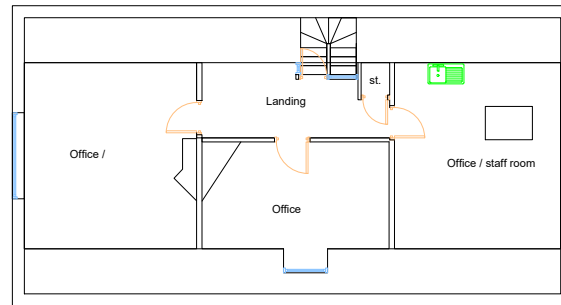 st.
Landing
Office /
Office / staff room
Office